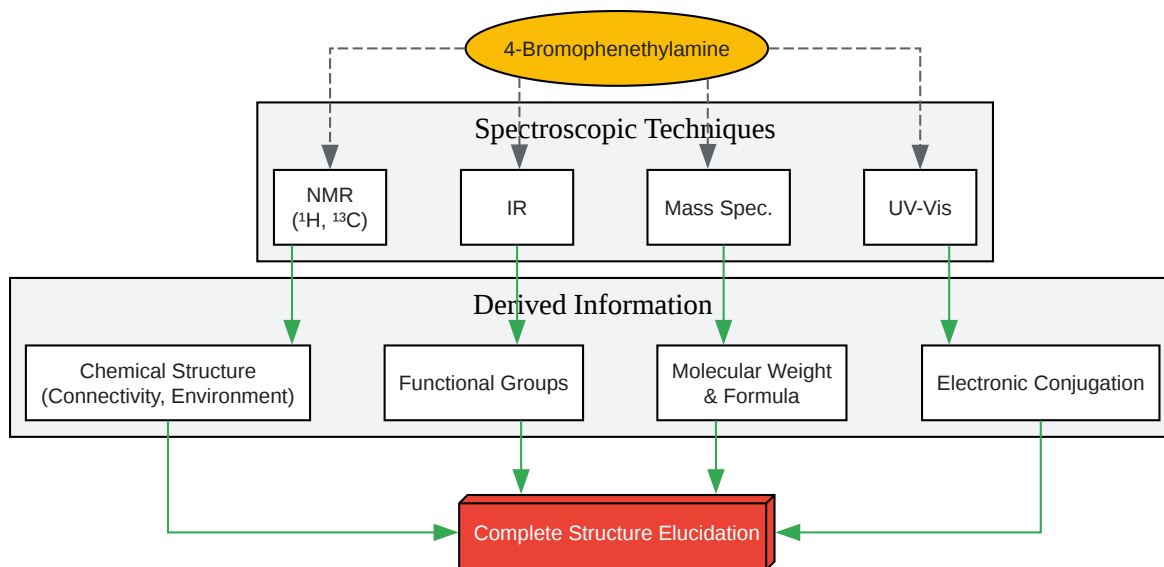 4-Bromophenethylamine
Spectroscopic Techniques
NMR
(¹H, ¹³C)
IR
Mass Spec.
UV-Vis
Derived Information
Chemical Structure
(Connectivity, Environment)
Functional Groups
Molecular Weight
& Formula
Electronic Conjugation
Complete Structure Elucidation